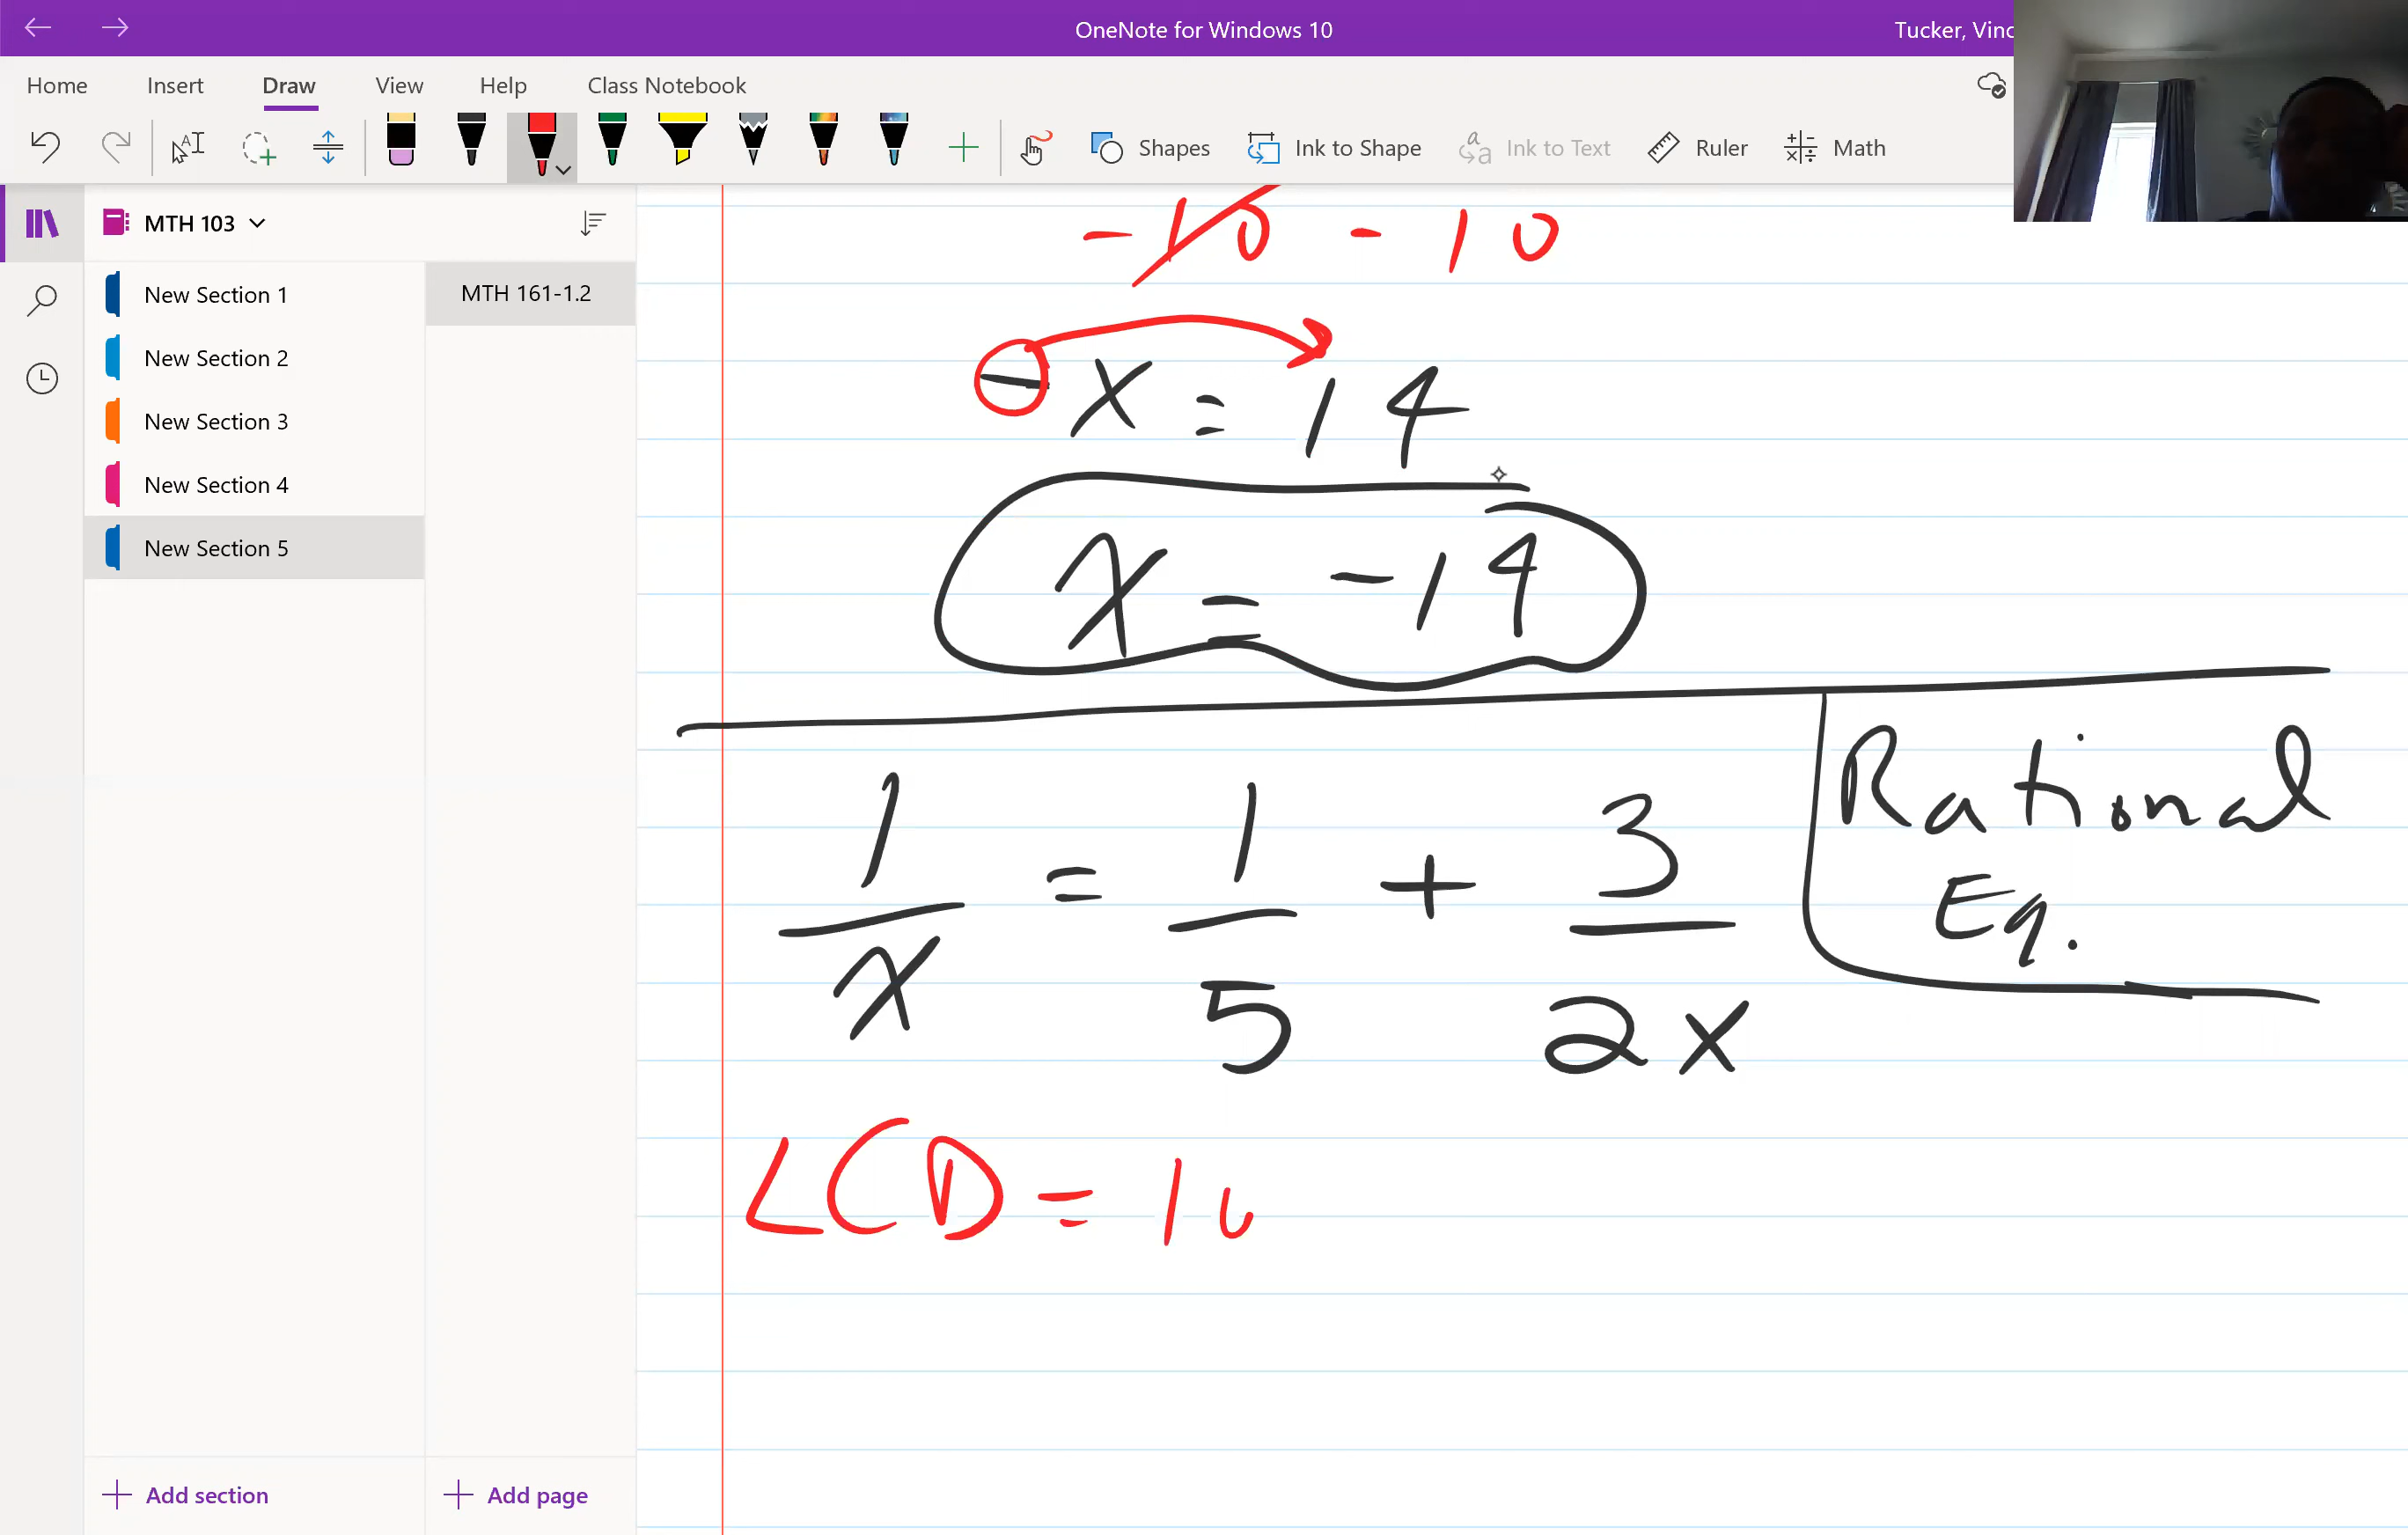 OneNote for Windows 10
Tucker, Vinc
Home Insert Draw View Help Class Notebook
Shapes Ink to Shape Ink to Text Ruler Math
MTH 103
New Section 1
New Section 2
New Section 3
New Section 4
New Section 5
MTH 161-1.2
Add section
Add page
-10 -10
-x = 14
x = -14
1/x = 1/5 + 3/2x
Rational
Eq.
LCD = 10